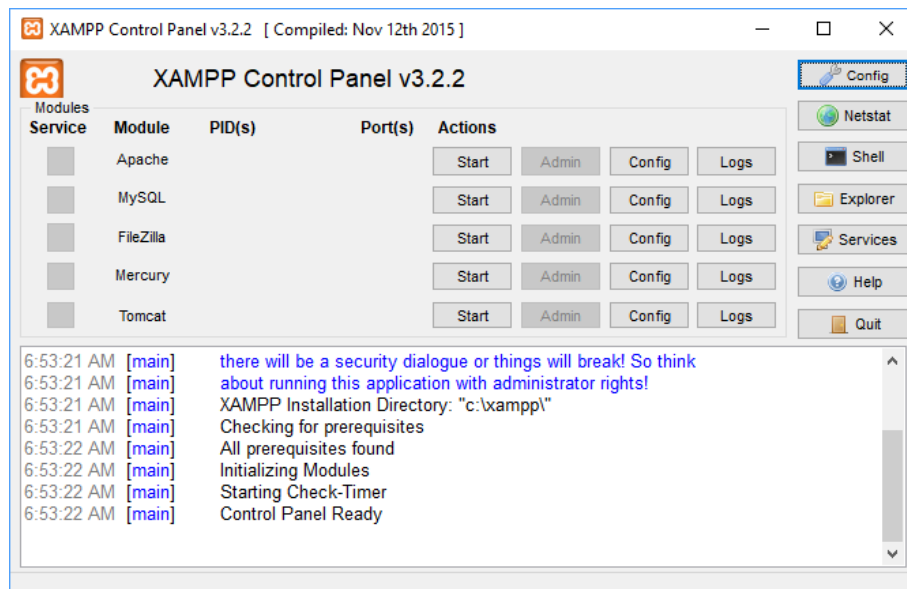 XAMPP Control Panel v3.2.2 [ Compiled: Nov 12th 2015 ]
XAMPP Control Panel v3.2.2
Config
Modules
Service Module PID(s) Port(s) Actions
Netstat
Apache Start Admin Config Logs
Shell
MySQL Start Admin Config Logs
Explorer
FileZilla Start Admin Config Logs
Services
Mercury Start Admin Config Logs
Help
Tomcat Start Admin Config Logs
Quit
6:53:21 AM [main] there will be a security dialogue or things will break! So think
6:53:21 AM [main] about running this application with administrator rights!
6:53:21 AM [main] XAMPP Installation Directory: "c:\xampp\"
6:53:21 AM [main] Checking for prerequisites
6:53:22 AM [main] All prerequisites found
6:53:22 AM [main] Initializing Modules
6:53:22 AM [main] Starting Check-Timer
6:53:22 AM [main] Control Panel Ready